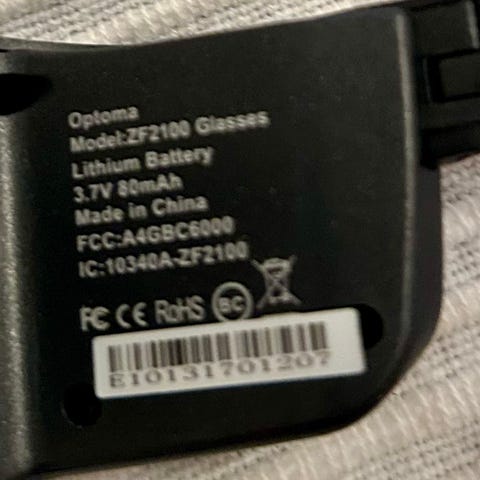 Optoma
Model:ZF2100 Glasses
Lithium Battery
3.7V 80mAh
Made in China
FCC:A4GBC6000
IC:10340A-ZF2100
FC CE RoHS BC
E10131701207